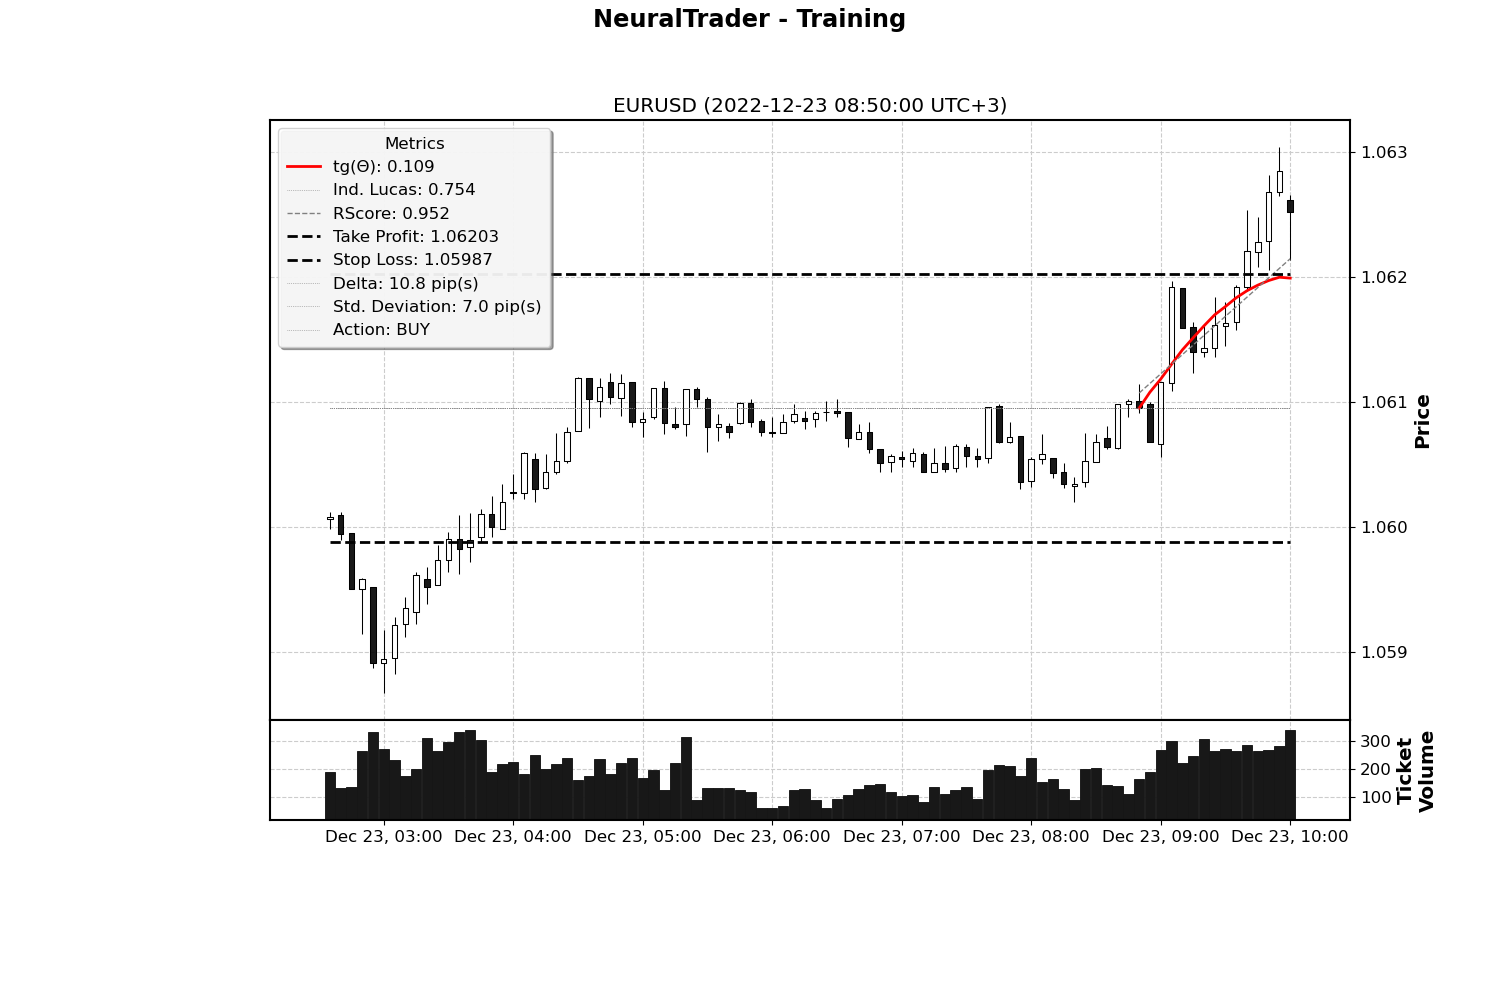 NeuralTrader - Training
EURUSD (2022-12-23 08:50:00 UTC+3)
Metrics
tg(Θ): 0.109
Ind. Lucas: 0.754
RScore: 0.952
Take Profit: 1.06203
Stop Loss: 1.05987
Delta: 10.8 pip(s)
Std. Deviation: 7.0 pip(s)
Action: BUY
1.063
1.062
1.061
1.060
1.059
Price
300
200
100
Ticket
Volume
Dec 23, 03:00 Dec 23, 04:00 Dec 23, 05:00 Dec 23, 06:00 Dec 23, 07:00 Dec 23, 08:00 Dec 23, 09:00 Dec 23, 10:00